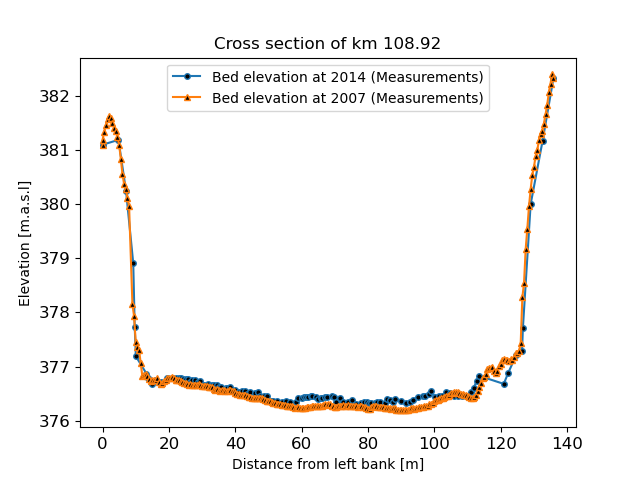 Cross section of km 108.92
Bed elevation at 2014 (Measurements)
Bed elevation at 2007 (Measurements)
Elevation [m.a.s.l]
382
381
380
379
378
377
376
0 20 40 60 80 100 120 140
Distance from left bank [m]